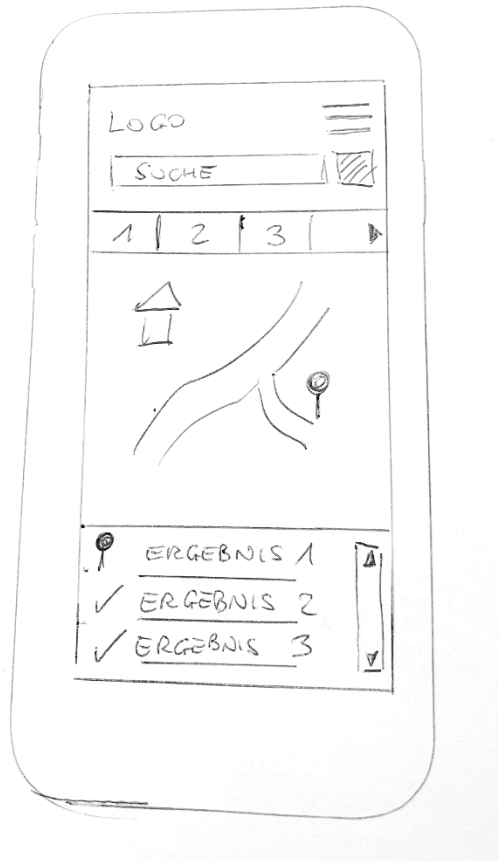 LOGO
SUCHE
1 2 3
ERGEBNIS 1
ERGEBNIS 2
ERGEBNIS 3